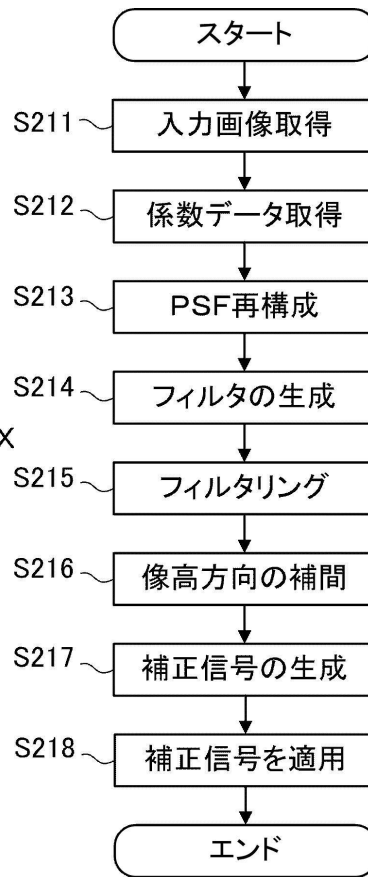 スタート
S211 入力画像取得
S212 係数データ取得
S213 PSF再構成
S214 フィルタの生成
X
S215 フィルタリング
S216 像高方向の補間
S217 補正信号の生成
S218 補正信号を適用
エンド